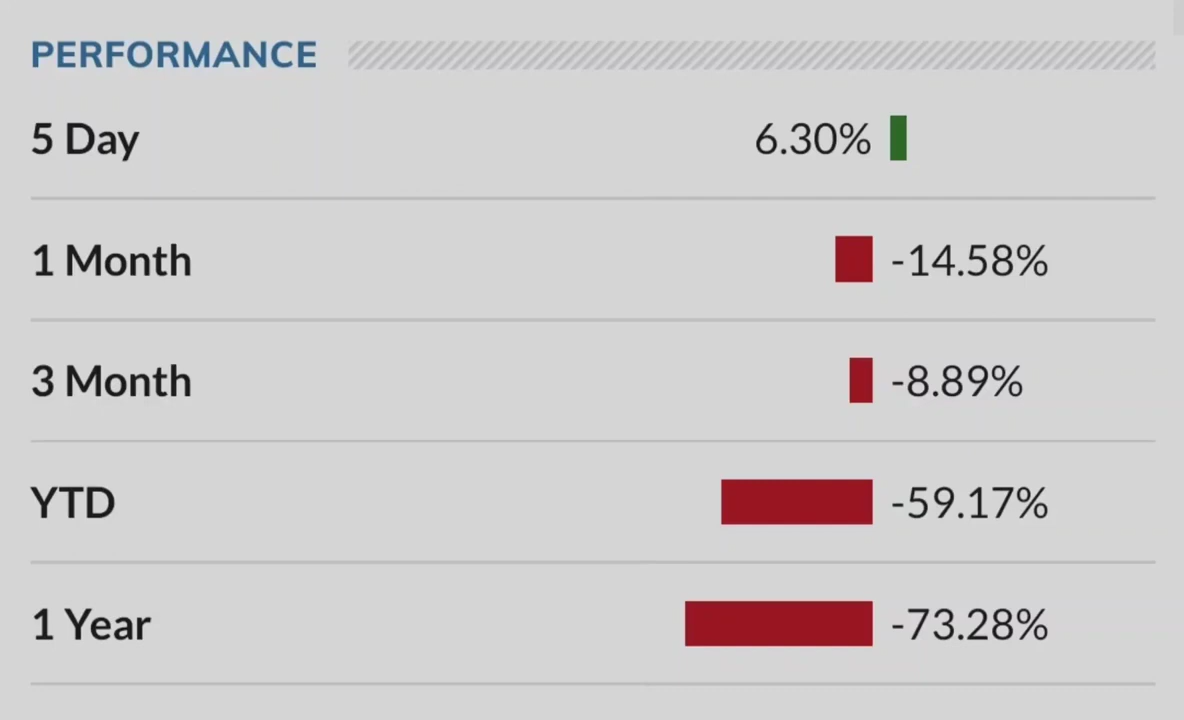 PERFORMANCE
5 Day 6.30%
1 Month -14.58%
3 Month -8.89%
YTD -59.17%
1 Year -73.28%